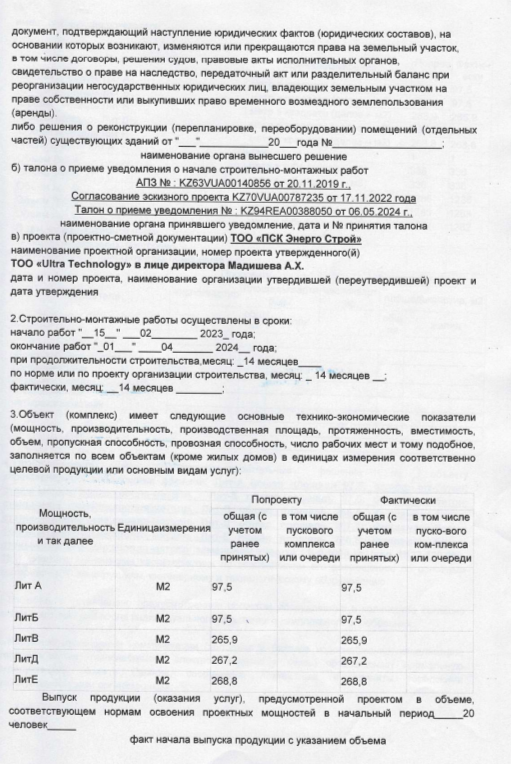 документ, подтверждающий наступление юридических фактов (юридических составов), на
основании которых возникают, изменяются или прекращаются права на земельный участок,
в том числе договоры, решения судов, правовые акты исполнительных органов,
свидетельство о праве на наследство, передаточный акт или разделительный баланс при
реорганизации негосударственных юридических лиц, владеющих земельным участком на
праве собственности или выкупивших право временного возмездного землепользования
(аренды).
либо решения о реконструкции (перепланировке, переоборудовании) помещений (отдельных
частей) существующих зданий от "___"____________20___года №__________________;
наименование органа вынесшего решение
б) талона о приеме уведомления о начале строительно-монтажных работ
АПЗ № : KZ63VUA00140856 от 20.11.2019 г.,
Согласование эскизного проекта KZ70VUA00787235 от 17.11.2022 года
Талон о приеме уведомления № : KZ94REA00388050 от 06.05.2024 г.,
наименование органа принявшего уведомление, дата и № принятия талона
в) проекта (проектно-сметной документации) ТОО «ПСК Энерго Строй»
наименование проектной организации, номер проекта утвержденного(й)
ТОО «Ultra Technology» в лице директора Мадишева А.Х.
дата и номер проекта, наименование организации утвердившей (переутвердившей) проект и
дата утверждения
2.Строительно-монтажные работы осуществлены в сроки:
начало работ "__15__" ___02_______ 2023_ года;
окончание работ "_01___" ____04______ 2024__ года;
при продолжительности строительства,месяц: _14 месяцев____
по норме или по проекту организации строительства, месяц: _ 14 месяцев __;
фактически, месяц: __14 месяцев ________;
3.Объект (комплекс) имеет следующие основные технико-экономические показатели
(мощность, производительность, производственная площадь, протяженность, вместимость,
объем, пропускная способность, провозная способность, число рабочих мест и тому подобное,
заполняется по всем объектам (кроме жилых домов) в единицах измерения соответственно
целевой продукции или основным видам услуг):
Мощность, производительность и так далее Единицаизмерения Попроекту Фактически
общая (с учетом ранее принятых) в том числе пускового комплекса или очереди общая (с учетом ранее принятых) в том числе пуско-вого ком-плекса или очереди
Лит А М2 97,5 97,5
ЛитБ М2 97,5 97,5
ЛитВ М2 265,9 265,9
ЛитД М2 267,2 267,2
ЛитЕ М2 268,8 268,8
Выпуск продукции (оказания услуг), предусмотренной проектом в объеме,
соответствующем нормам освоения проектных мощностей в начальный период_____20
человек_____
факт начала выпуска продукции с указанием объема